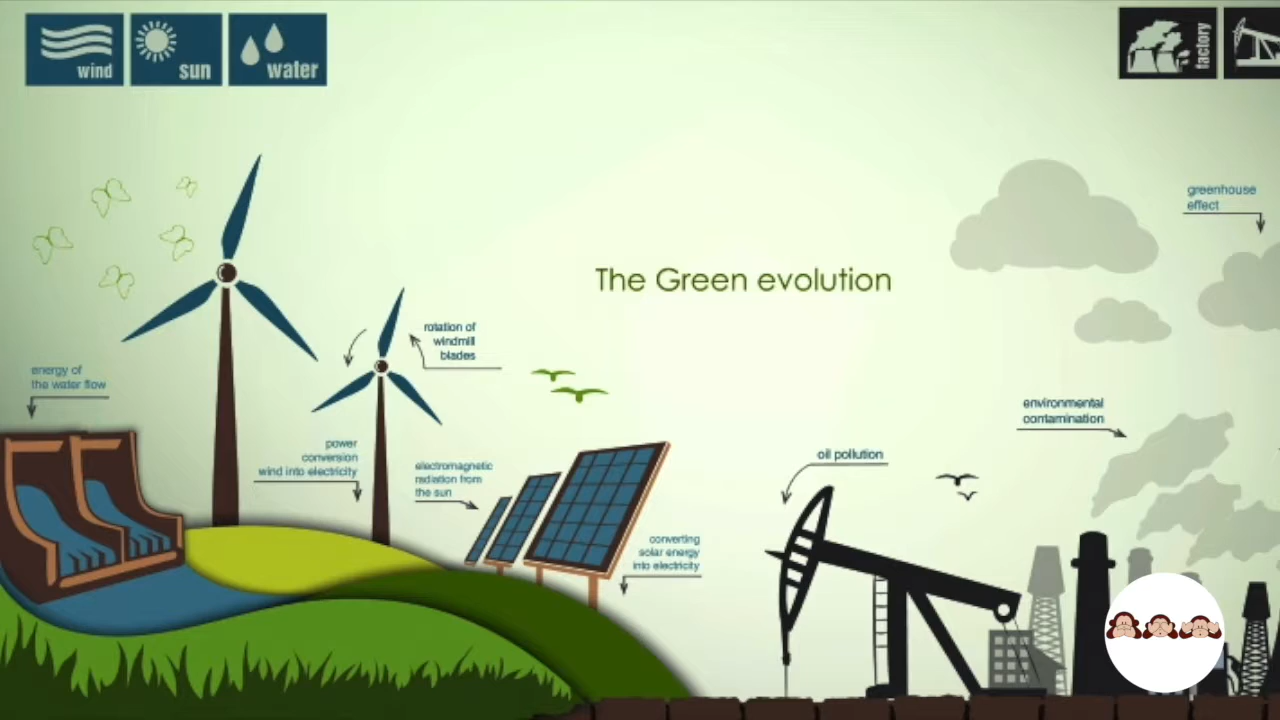 wind
sun
water
factory
greenhouse
effect
The Green evolution
rotation of
windmill
blades
energy of
the water flow
environmental
contamination
power
conversion
wind into electricity
electromagnetic
radiation from
the sun
oil pollution
converting
solar energy
into electricity